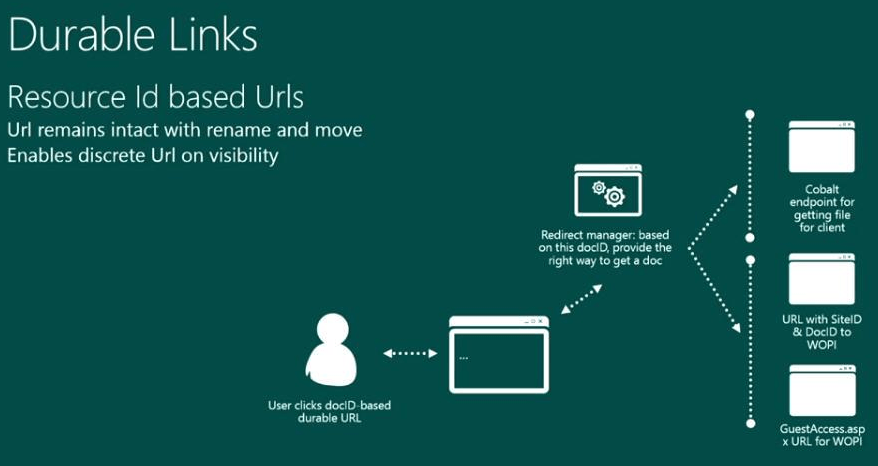 Durable Links
Resource Id based Urls
Url remains intact with rename and move
Enables discrete Url on visibility
User clicks docID-based
durable URL
...
Redirect manager: based
on this docID, provide the
right way to get a doc
Cobalt
endpoint for
getting file
for client
URL with SiteID
& DocID to
WOPI
GuestAccess.asp
x URL for WOPI